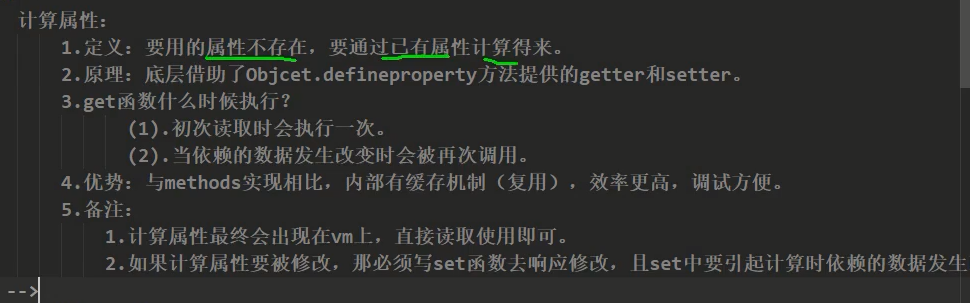 计算属性：
1.定义：要用的属性不存在，要通过已有属性计算得来。
2.原理：底层借助了Objcet.defineproperty方法提供的getter和setter。
3.get函数什么时候执行？
(1).初次读取时会执行一次。
(2).当依赖的数据发生改变时会被再次调用。
4.优势：与methods实现相比，内部有缓存机制（复用），效率更高，调试方便。
5.备注：
1.计算属性最终会出现在vm上，直接读取使用即可。
2.如果计算属性要被修改，那必须写set函数去响应修改，且set中要引起计算时依赖的数据发生
-->